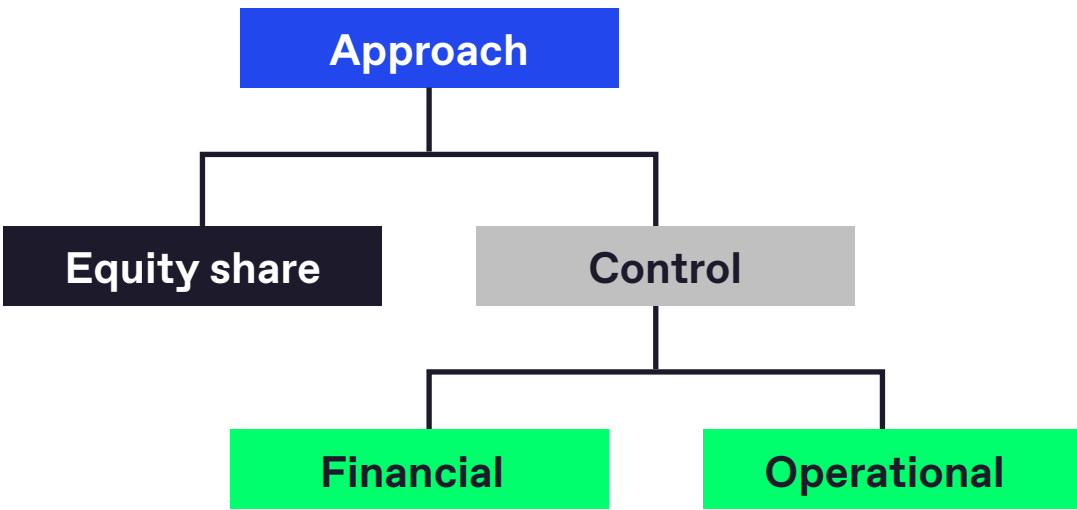 Approach
Equity share
Control
Financial
Operational